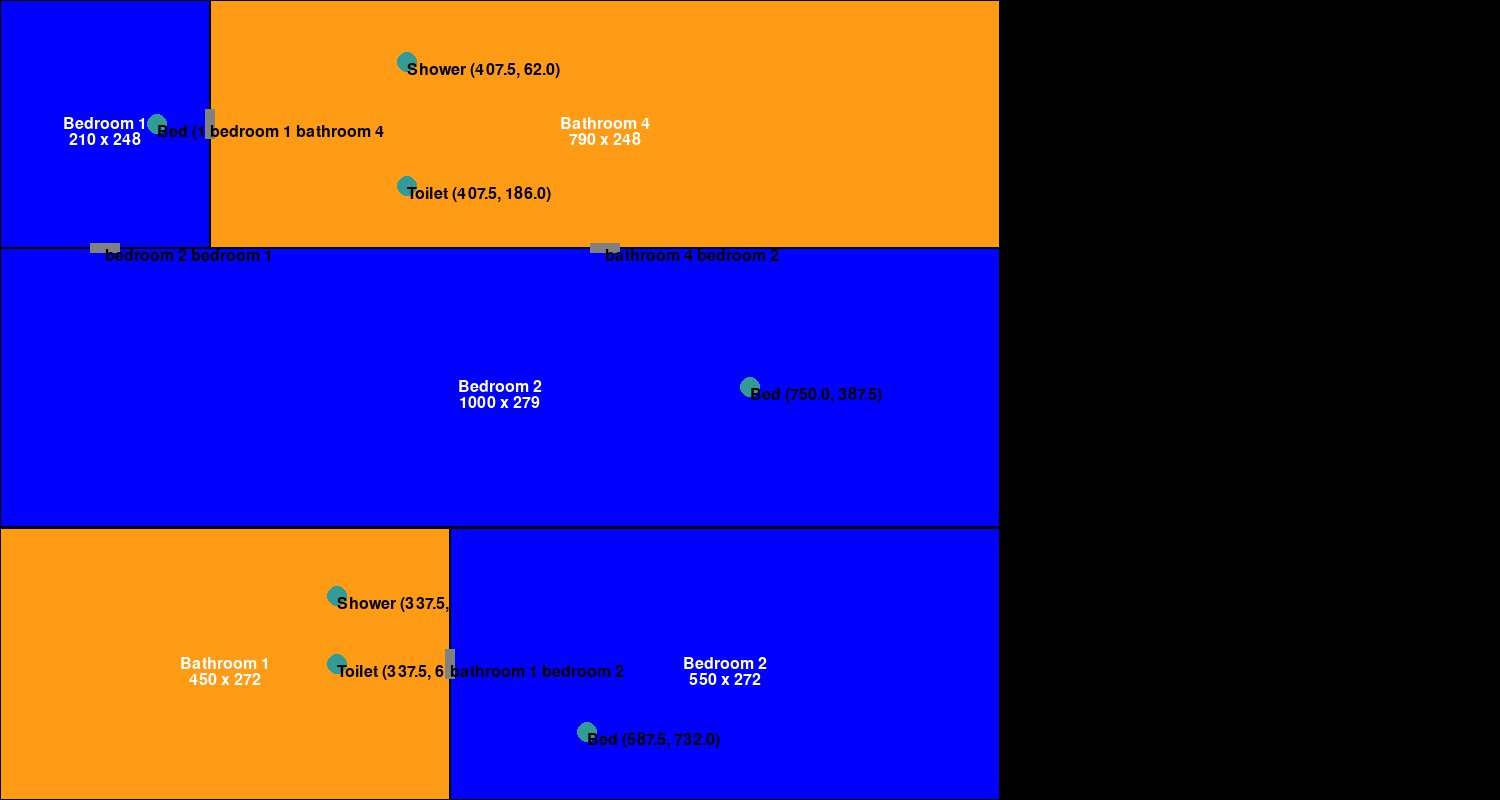 Shower (407.5, 62.0)
Bedroom 1
210 x 248
Bed (1
bedroom 1 bathroom 4
Bathroom 4
790 x 248
Toilet (407.5, 186.0)
bedroom 2 bedroom 1
bathroom 4 bedroom 2
Bedroom 2
1000 x 279
Bed (750.0, 387.5)
Shower (337.5,
Bathroom 1
450 x 272
Toilet (337.5, 6
bathroom 1 bedroom 2
Bedroom 2
550 x 272
Bed (587.5, 732.0)